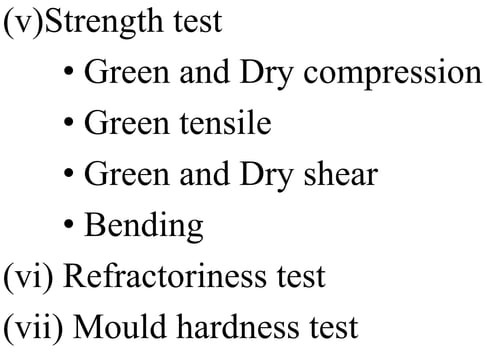 (v)Strength test
• Green and Dry compression
• Green tensile
• Green and Dry shear
• Bending
(vi) Refractoriness test
(vii) Mould hardness test